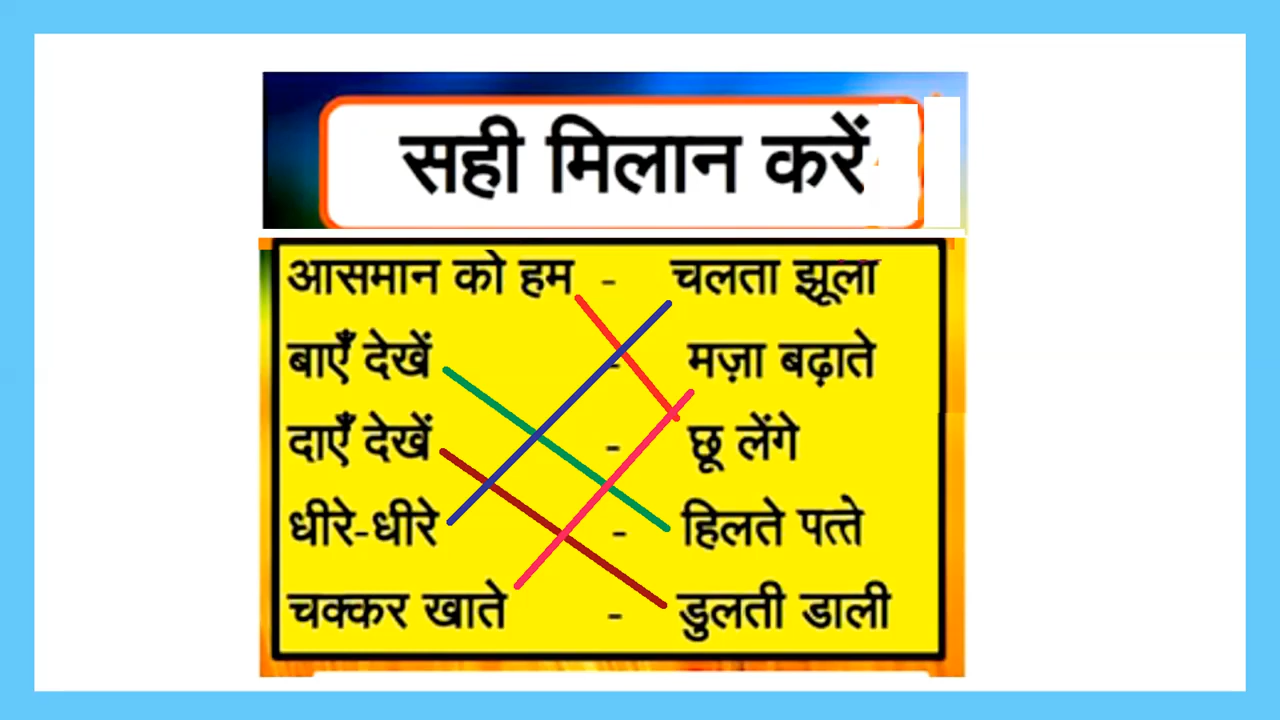 सही मिलान करें
आसमान को हम - चलता झूला
बाएँ देखें - मज़ा बढ़ाते
दाएँ देखें - छू लेंगे
धीरे-धीरे - हिलते पत्ते
चक्कर खाते - डुलती डाली